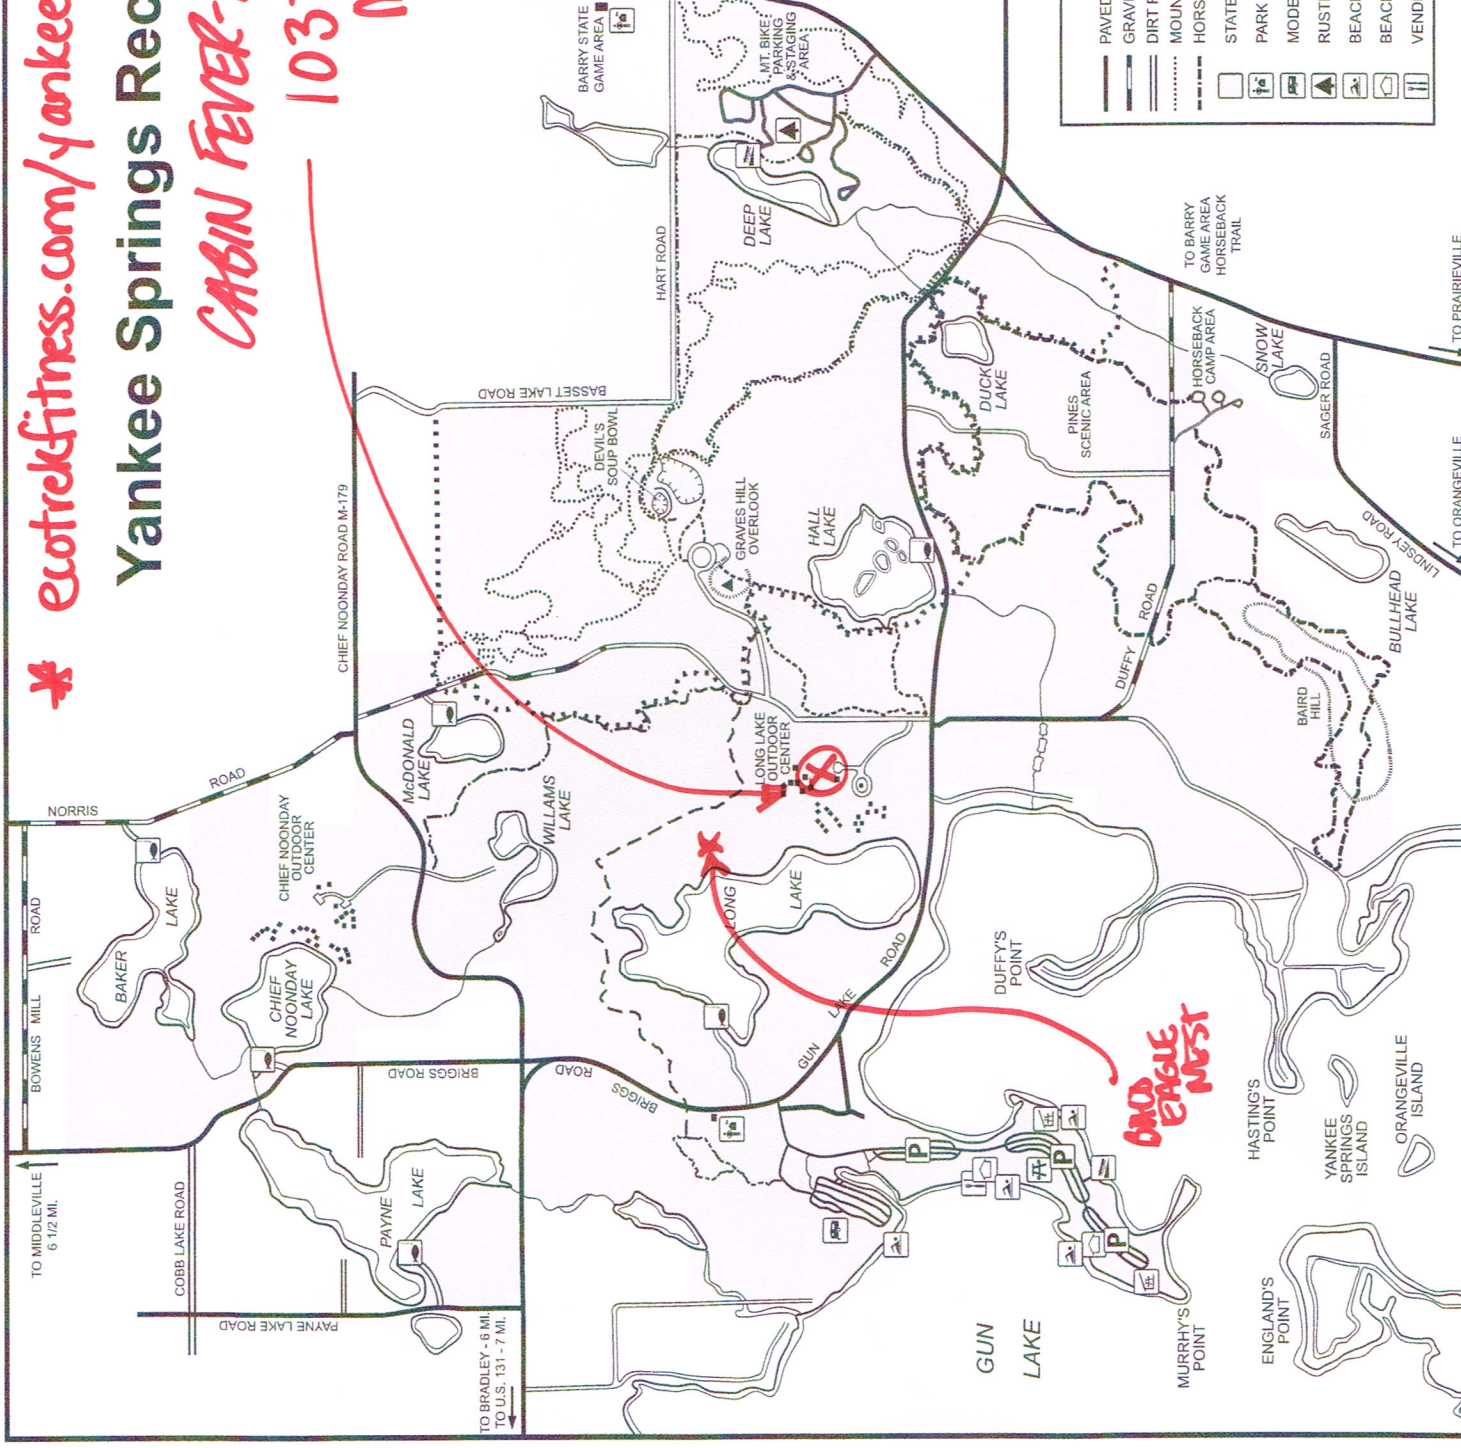 * ecotrekfitness.com/yankee
Yankee Springs Rec
CABIN FEVER-
103
BARRY STATE
GAME AREA
MT. BIKE
PARKING
& STAGING
AREA
PAVED
GRAV
DIRT R
MOUN
HORS
STATE
PARK
MODE
RUSTI
BEAC
BEAC
VEND
DEEP
LAKE
HART ROAD
BASSET LAKE ROAD
CHIEF NOONDAY ROAD M-179
DEVIL'S
SOUP BOWL
GRAVES HILL
OVERLOOK
HALL
LAKE
DUCK
LAKE
PINES
SCENIC AREA
TO BARRY
GAME AREA
HORSEBACK
TRAIL
HORSEBACK
CAMP AREA
SNOW
LAKE
SAGER ROAD
TO PRAIRIEVILLE
TO ORANGEVILLE
LINDSEY ROAD
BULLHEAD
LAKE
DUFFY ROAD
BAIRD
HILL
NORRIS ROAD
McDONALD
LAKE
WILLAMS
LAKE
LONG LAKE
OUTDOOR
CENTER
X
CHIEF NOONDAY
OUTDOOR
CENTER
BAKER LAKE
CHIEF
NOONDAY
LAKE
BOWENS MILL ROAD
LONG LAKE
GUN LAKE ROAD
DUFFY'S
POINT
BRIGGS ROAD
BRIGGS ROAD
BALD
EAGLE
NEST
HASTING'S
POINT
YANKEE
SPRINGS
ISLAND
ORANGEVILLE
ISLAND
TO MIDDLEVILLE
6 1/2 MI.
COBB LAKE ROAD
PAYNE LAKE
PAYNE LAKE ROAD
TO BRADLEY - 6 MI.
TO U.S. 131 - 7 MI.
P
P
P
GUN
LAKE
MURRHY'S
POINT
ENGLAND'S
POINT